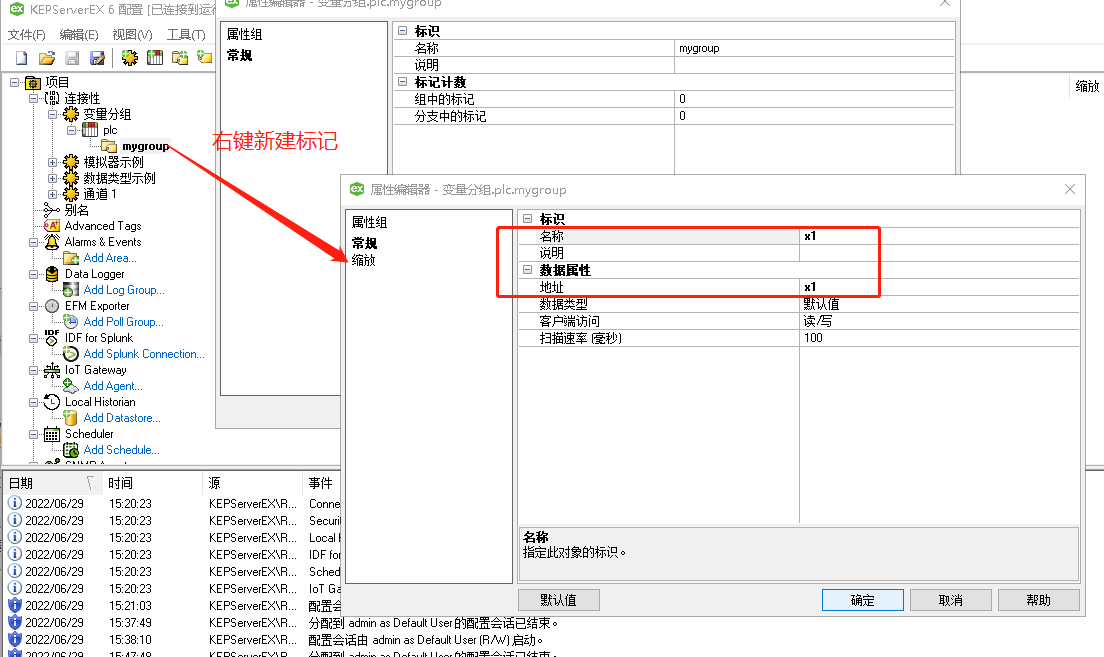 KEPServerEX 6 配置 [已连接到运行
属性编辑器 - 变量分组.plc.mygroup
文件(F) 编辑(E) 视图(V) 工具(T)
属性组
常规
标识
名称 mygroup
说明
标记计数
组中的标记 0
分支中的标记 0
缩放
项目
连接性
变量分组
plc
mygroup
模拟器示例
数据类型示例
通道 1
别名
Advanced Tags
Alarms & Events
Add Area...
Data Logger
Add Log Group...
EFM Exporter
Add Poll Group...
IDF for Splunk
Add Splunk Connection...
IoT Gateway
Add Agent...
Local Historian
Add Datastore...
Scheduler
Add Schedule...
右键新建标记
属性编辑器 - 变量分组.plc.mygroup
属性组
常规
缩放
标识
名称 x1
说明
数据属性
地址 x1
数据类型 默认值
客户端访问 读/写
扫描速率 (毫秒) 100
名称
指定此对象的标识。
默认值 确定 取消 帮助
日期 时间 源 事件
2022/06/29 15:20:23 KEPServerEX\R... Conne
2022/06/29 15:20:23 KEPServerEX\R... Securi
2022/06/29 15:20:23 KEPServerEX\R... Local
2022/06/29 15:20:23 KEPServerEX\R... IDF for
2022/06/29 15:20:23 KEPServerEX\R... Sched
2022/06/29 15:20:23 KEPServerEX\R... IoT Ga
2022/06/29 15:21:03 KEPServerEX\R... 配置会
2022/06/29 15:37:49 KEPServerEX\R... 分配到 admin as Default User 的配置会话已结束。
2022/06/29 15:38:10 KEPServerEX\R... 配置会话由 admin as Default User (R/W) 启动。
2022/06/29 15:47:48 KEPServerEX\R... 分配到 admin as Default User 的配置会话已结束。